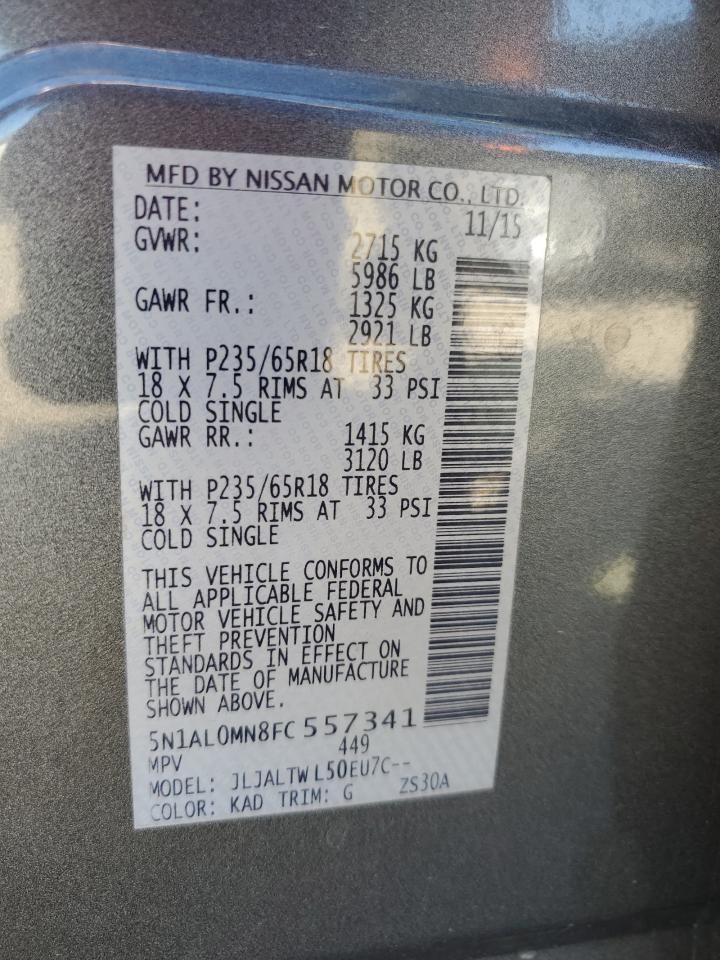 MFD BY NISSAN MOTOR CO., LTD.
DATE: 11/15
GVWR: 2715 KG
5986 LB
GAWR FR.: 1325 KG
2921 LB
WITH P235/65R18 TIRES
18 X 7.5 RIMS AT 33 PSI
COLD SINGLE
GAWR RR.: 1415 KG
3120 LB
WITH P235/65R18 TIRES
18 X 7.5 RIMS AT 33 PSI
COLD SINGLE
THIS VEHICLE CONFORMS TO
ALL APPLICABLE FEDERAL
MOTOR VEHICLE SAFETY AND
THEFT PREVENTION
STANDARDS IN EFFECT ON
THE DATE OF MANUFACTURE
SHOWN ABOVE.
5N1AL0MN8FC 557341
MPV 449
MODEL: JLJALTWL50EU7C--
COLOR: KAD TRIM: G ZS30A